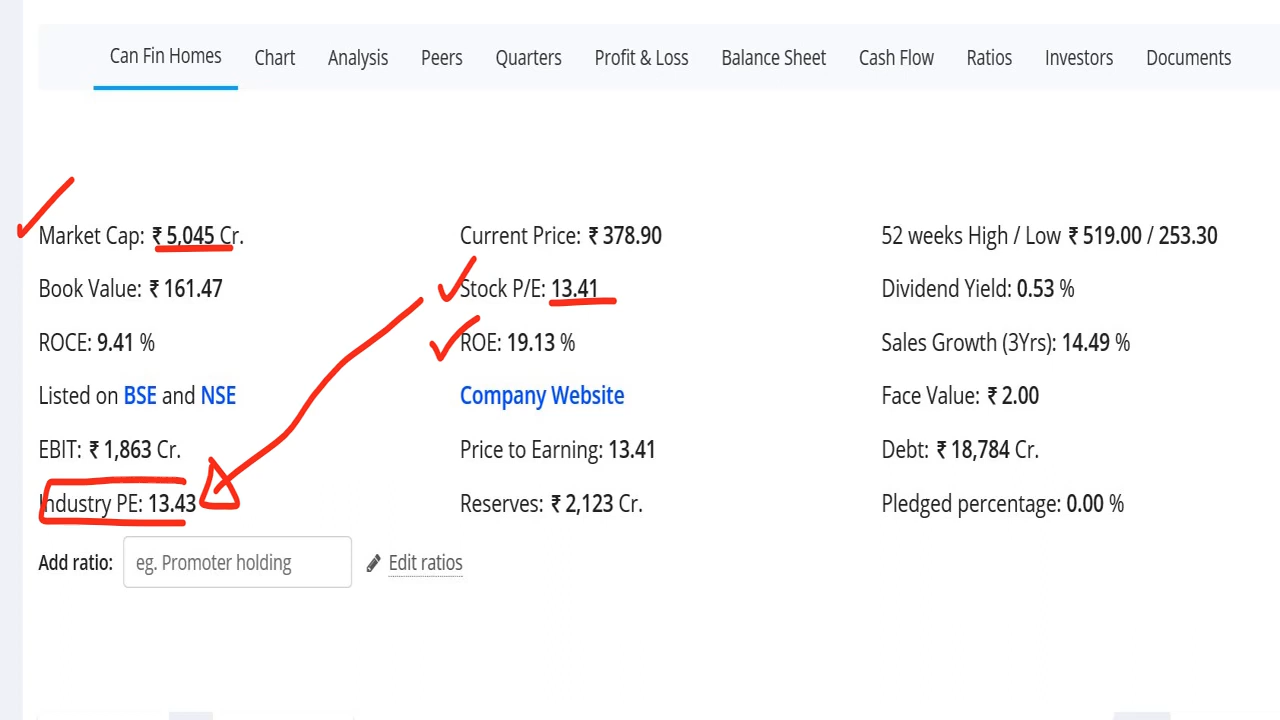 Can Fin Homes Chart Analysis Peers Quarters Profit & Loss Balance Sheet Cash Flow Ratios Investors Documents
Market Cap: ₹ 5,045 Cr. Current Price: ₹ 378.90 52 weeks High / Low ₹ 519.00 / 253.30
Book Value: ₹ 161.47 Stock P/E: 13.41 Dividend Yield: 0.53 %
ROCE: 9.41 % ROE: 19.13 % Sales Growth (3Yrs): 14.49 %
Listed on BSE and NSE Company Website Face Value: ₹ 2.00
EBIT: ₹ 1,863 Cr. Price to Earning: 13.41 Debt: ₹ 18,784 Cr.
Industry PE: 13.43 Reserves: ₹ 2,123 Cr. Pledged percentage: 0.00 %
Add ratio: eg. Promoter holding Edit ratios